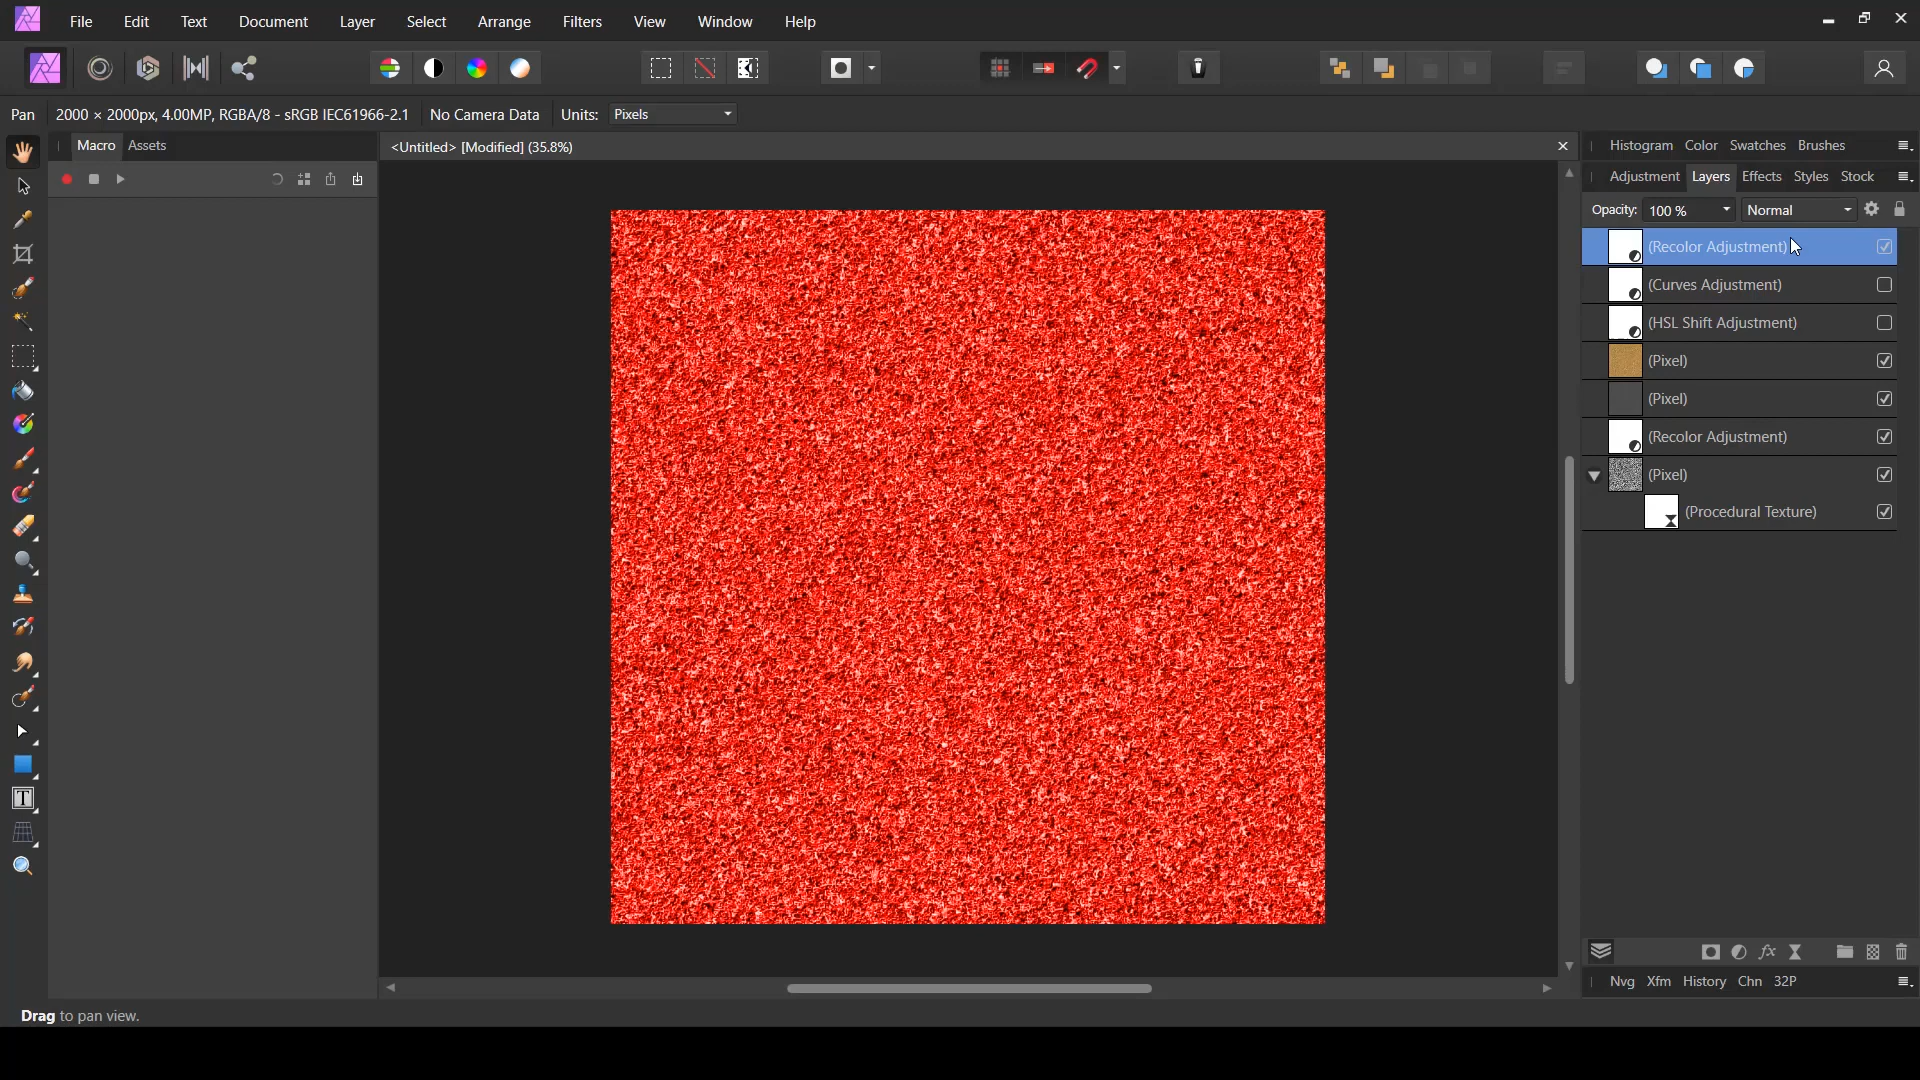 File Edit Text Document Layer Select Arrange Filters View Window Help
Pan 2000 × 2000px, 4.00MP, RGBA/8 - sRGB IEC61966-2.1 No Camera Data Units: Pixels
Macro Assets
<Untitled> [Modified] (35.8%)
Histogram Color Swatches Brushes
Adjustment Layers Effects Styles Stock
Opacity: 100 % Normal
(Recolor Adjustment)
(Curves Adjustment)
(HSL Shift Adjustment)
(Pixel)
(Pixel)
(Recolor Adjustment)
(Pixel)
(Procedural Texture)
Nvg Xfm History Chn 32P
Drag to pan view.